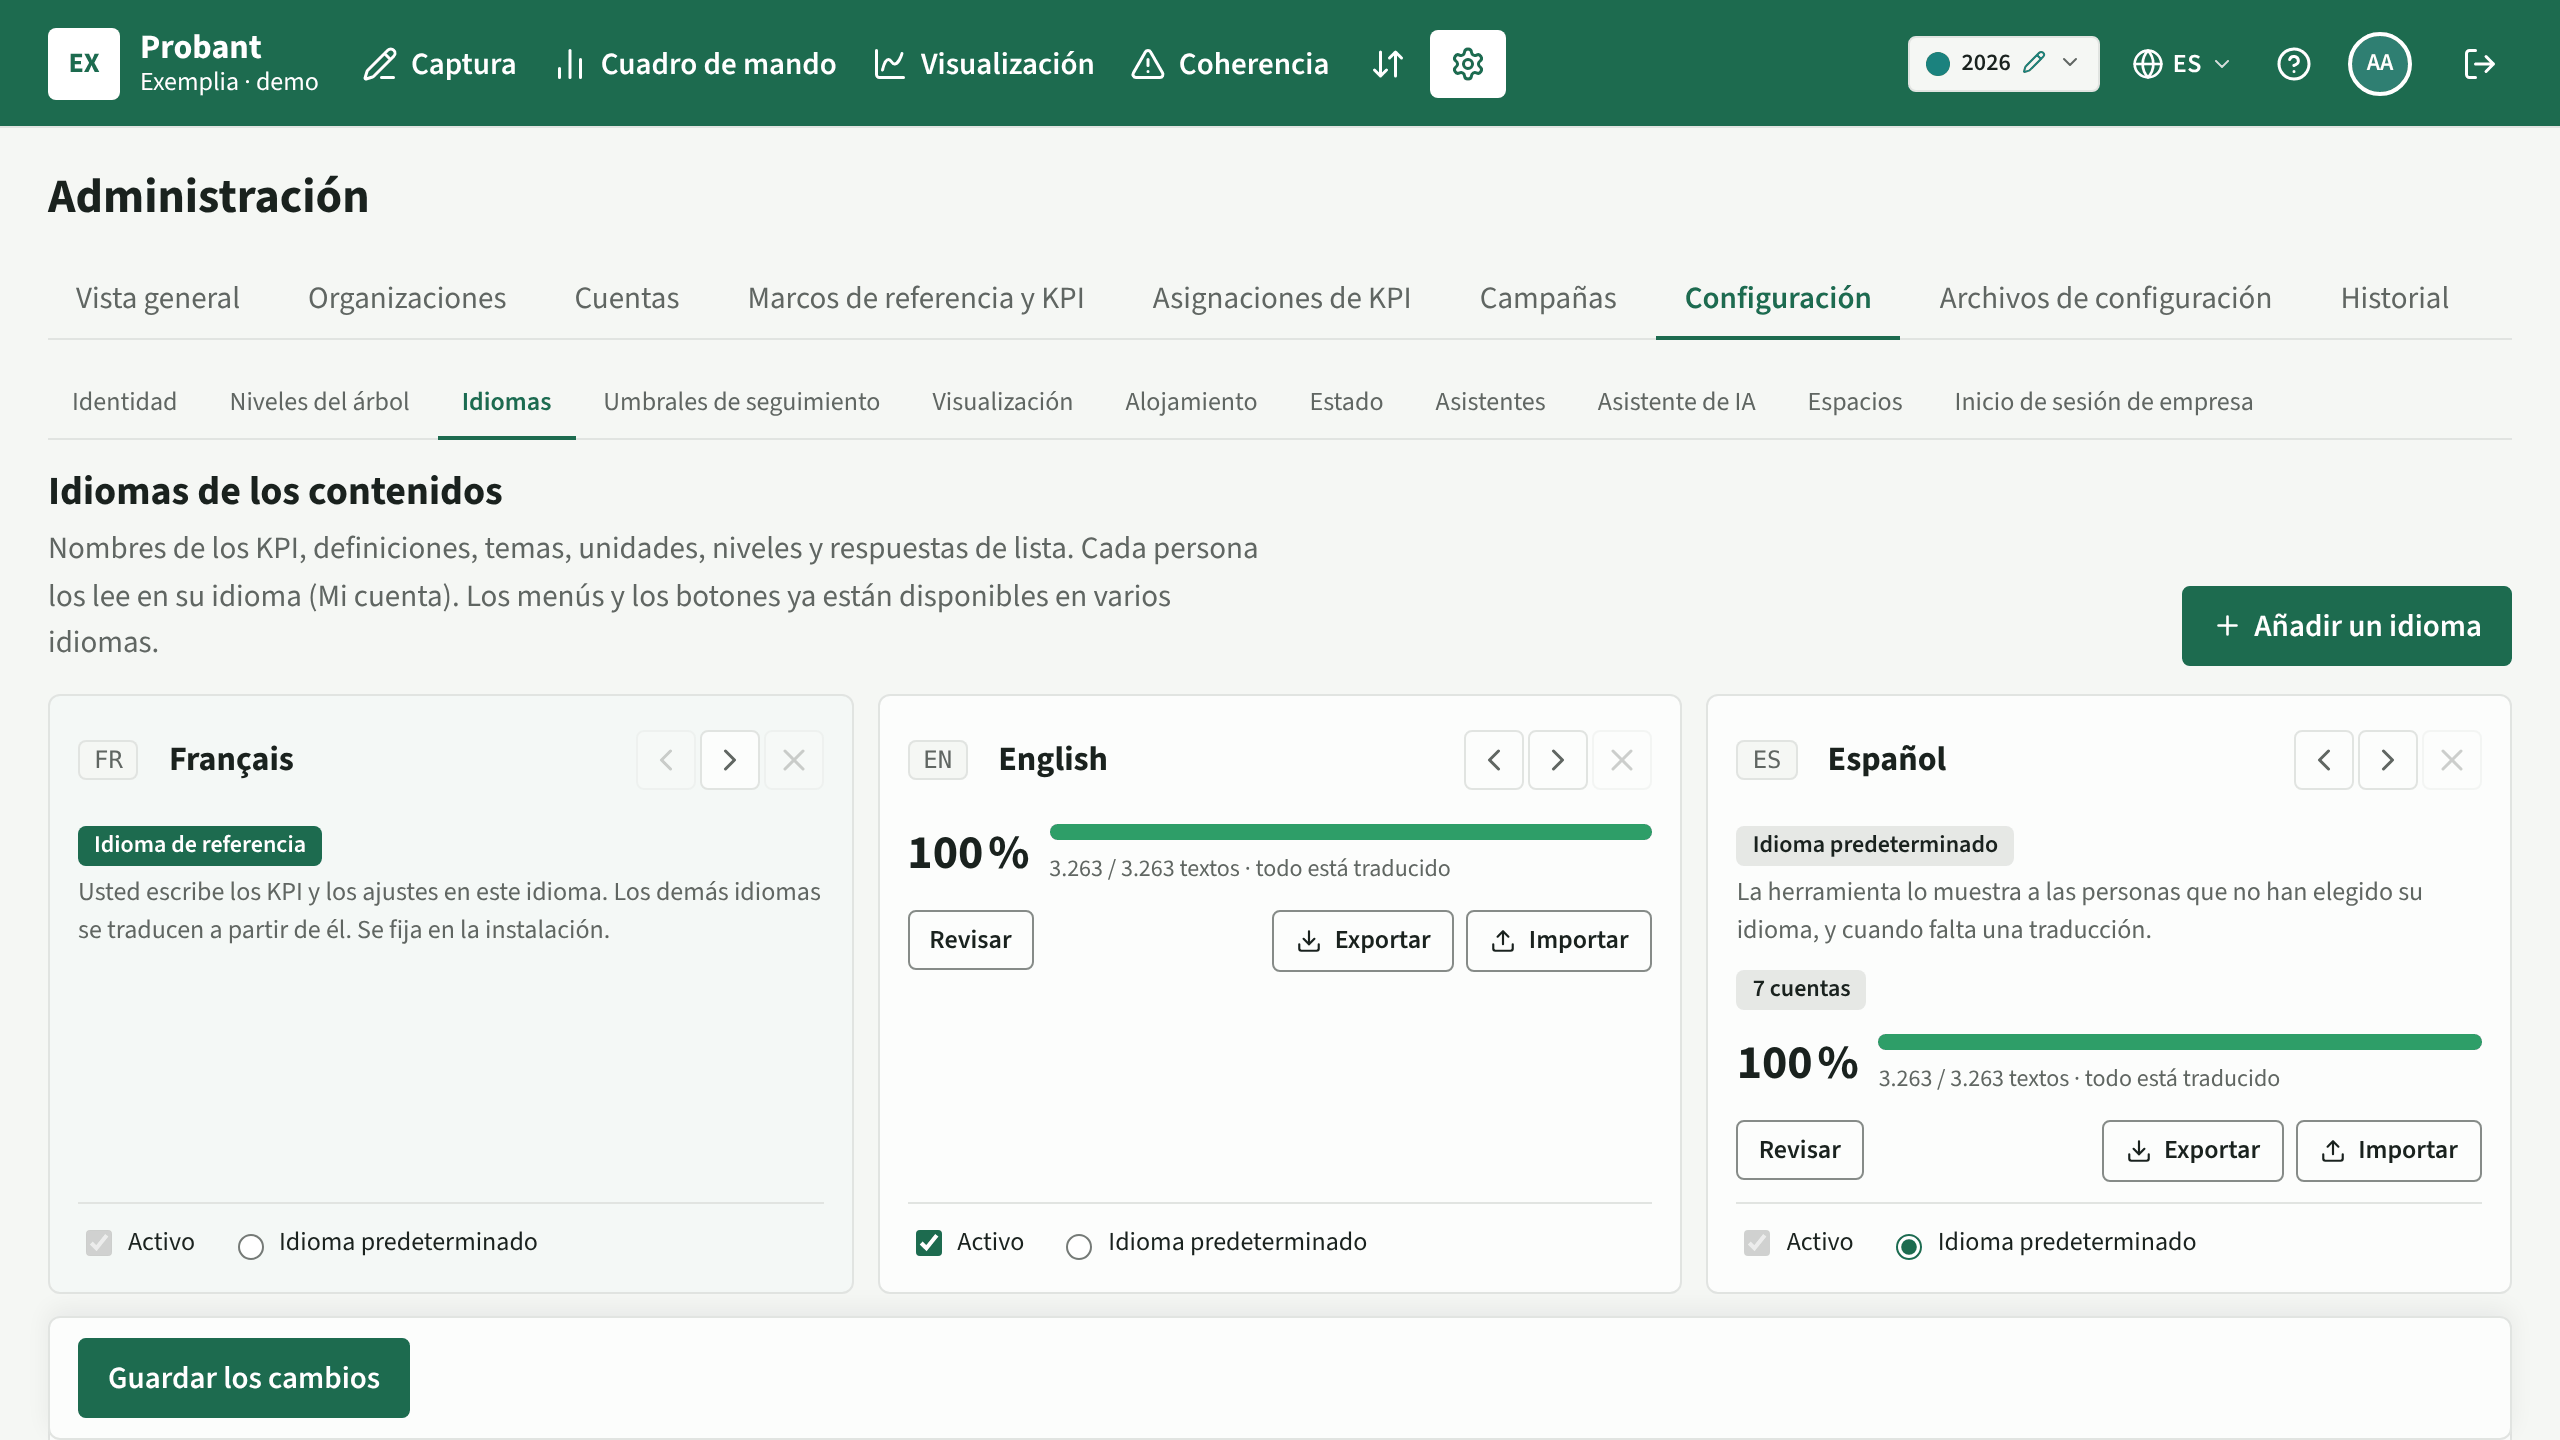 EX
Probant
Exemplia · demo
Captura
Cuadro de mando
Visualización
Coherencia
2026
ES
AA
Administración
Vista general
Organizaciones
Cuentas
Marcos de referencia y KPI
Asignaciones de KPI
Campañas
Configuración
Archivos de configuración
Historial
Identidad
Niveles del árbol
Idiomas
Umbrales de seguimiento
Visualización
Alojamiento
Estado
Asistentes
Asistente de IA
Espacios
Inicio de sesión de empresa
Idiomas de los contenidos
Nombres de los KPI, definiciones, temas, unidades, niveles y respuestas de lista. Cada persona
los lee en su idioma (Mi cuenta). Los menús y los botones ya están disponibles en varios
idiomas.
+ Añadir un idioma
FR
Français
Idioma de referencia
Usted escribe los KPI y los ajustes en este idioma. Los demás idiomas
se traducen a partir de él. Se fija en la instalación.
Activo
Idioma predeterminado
EN
English
100 %
3.263 / 3.263 textos · todo está traducido
Revisar
Exportar
Importar
Activo
Idioma predeterminado
ES
Español
Idioma predeterminado
La herramienta lo muestra a las personas que no han elegido su
idioma, y cuando falta una traducción.
7 cuentas
100 %
3.263 / 3.263 textos · todo está traducido
Revisar
Exportar
Importar
Activo
Idioma predeterminado
Guardar los cambios